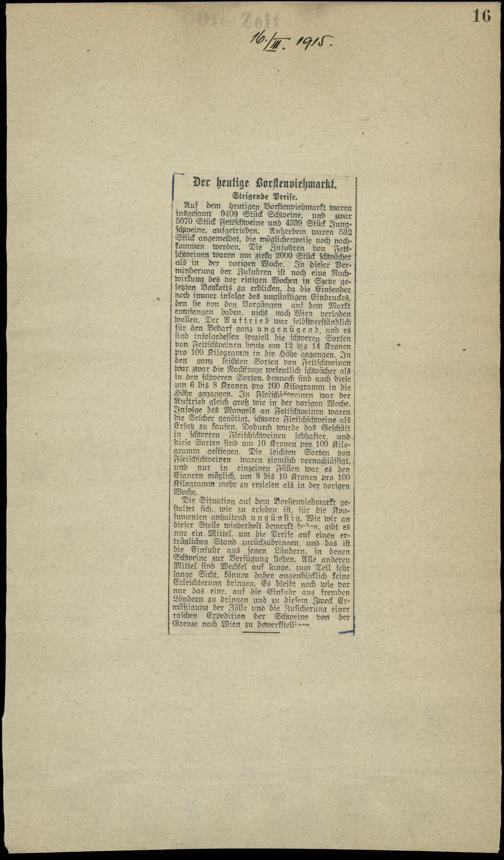 16
Die Zeit
16./III. 1915.
Der heutige Borstenviehmarkt.
Steigende Preise.
Auf dem heutigen Borstenviehmarkt waren
insgesamt 9409 Stück Schweine, und zwar
5070 Stück Fettschweine und 4339 Stück Jung-
schweine, aufgetrieben. Außerdem waren 532
Stück angemeldet, die möglicherweise noch nach-
kommen werden. Die Zufuhren von Fett-
schweinen waren um zirka 2000 Stück schwächer
als in der vorigen Woche. In dieser Ver-
minderung der Zufuhren ist noch eine Nach-
wirkung des vor einigen Wochen in Szene ge-
setzten Boykotts zu erblicken, da die Einsender
noch immer infolge des ungünstigen Eindruckes,
den sie von den Vorgängen auf dem Markt
empfangen haben, nicht nach Wien verladen
wollen. Der Auftrieb war selbstverständlich
für den Bedarf ganz ungenügend, und es
sind infolgedessen speziell die schweren Sorten
von Fettschweinen heute um 12 bis 14 Kronen
pro 100 Kilogramm in die Höhe gegangen. In
den ganz leichten Sorten von Fettschweinen
war zwar die Nachfrage wesentlich schwächer als
in den schweren Sorten, dennoch sind auch diese
um 6 bis 8 Kronen pro 100 Kilogramm in die
Höhe gegangen. In Fleischschweinen war der
Auftrieb gleich groß wie in der vorigen Woche.
Infolge des Mangels an Fettschweinen waren
die Selcher genötigt, schwere Fleischschweine als
Ersatz zu kaufen. Dadurch wurde das Geschäft
in schweren Fleischschweinen lebhafter, und
diese Sorten sind um 10 Kronen pro 100 Kilo-
gramm gestiegen. Die leichten Sorten von
Fleischschweinen waren ziemlich vernachlässigt,
und nur in einzelnen Fällen war es den
Eignern möglich, um 8 bis 10 Kronen pro 100
Kilogramm mehr zu erzielen als in der vorigen
Woche.
Die Situation auf dem Borstenviehmarkt ge-
staltet sich, wie zu ersehen ist, für die Kon-
sumenten anhaltend ungünstig. Wie wir an
dieser Stelle wiederholt bemerkt haben, gibt es
nur ein Mittel, um die Preise auf einen er-
träglichen Stand zurückzubringen, und das ist
die Einfuhr aus jenen Ländern, in denen
Schweine zur Verfügung stehen. Alle anderen
Mittel sind Wechsel auf lange, zum Teil sehr
lange Sicht, können daher augenblicklich keine
Erleichterung bringen. Es bleibt nach wie vor
nur das eine, auf die Einfuhr aus fremden
Ländern zu dringen und zu diesem Zweck Er-
mäßigung der Zölle und die Zusicherung einer
raschen Expedition der Schweine von der
Grenze nach Wien zu bewerkstelligen.